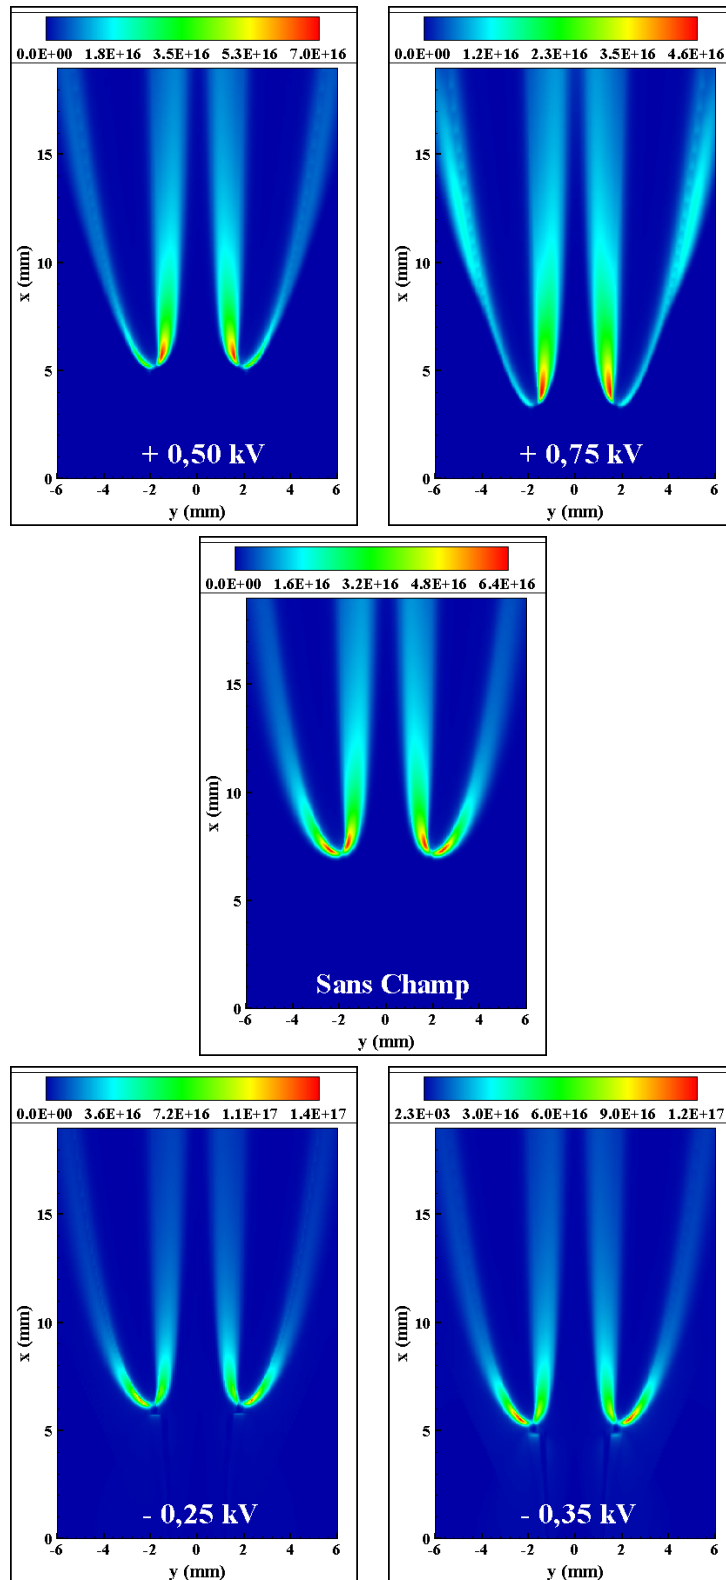 0.0E+00 1.8E+16 3.5E+16 5.3E+16 7.0E+16
15
10
5
0
x (mm)
+ 0,50 kV
-6 -4 -2 0 2 4 6
y (mm)
0.0E+00 1.2E+16 2.3E+16 3.5E+16 4.6E+16
15
10
5
0
x (mm)
+ 0,75 kV
-6 -4 -2 0 2 4 6
y (mm)
0.0E+00 1.6E+16 3.2E+16 4.8E+16 6.4E+16
15
10
5
0
x (mm)
Sans Champ
-6 -4 -2 0 2 4 6
y (mm)
0.0E+00 3.6E+16 7.2E+16 1.1E+17 1.4E+17
15
10
5
0
x (mm)
- 0,25 kV
-6 -4 -2 0 2 4 6
y (mm)
2.3E+03 3.0E+16 6.0E+16 9.0E+16 1.2E+17
15
10
5
0
x (mm)
- 0,35 kV
-6 -4 -2 0 2 4 6
y (mm)